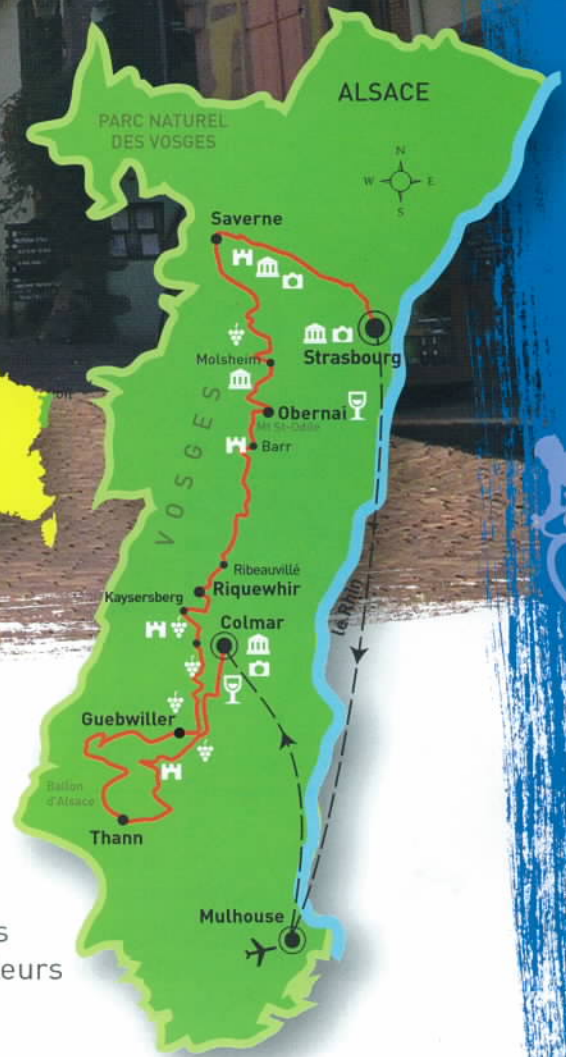 ALSACE
PARC NATUREL
DES VOSGES
N
W E
S
Saverne
Strasbourg
Molsheim
Obernai
Mt St-Odile
Barr
VOSGES
Ribeauvillé
Riquewhir
Kaysersberg
Colmar
le Rhin
Guebwiller
Ballon
d'Alsace
Thann
Mulhouse
s
eurs